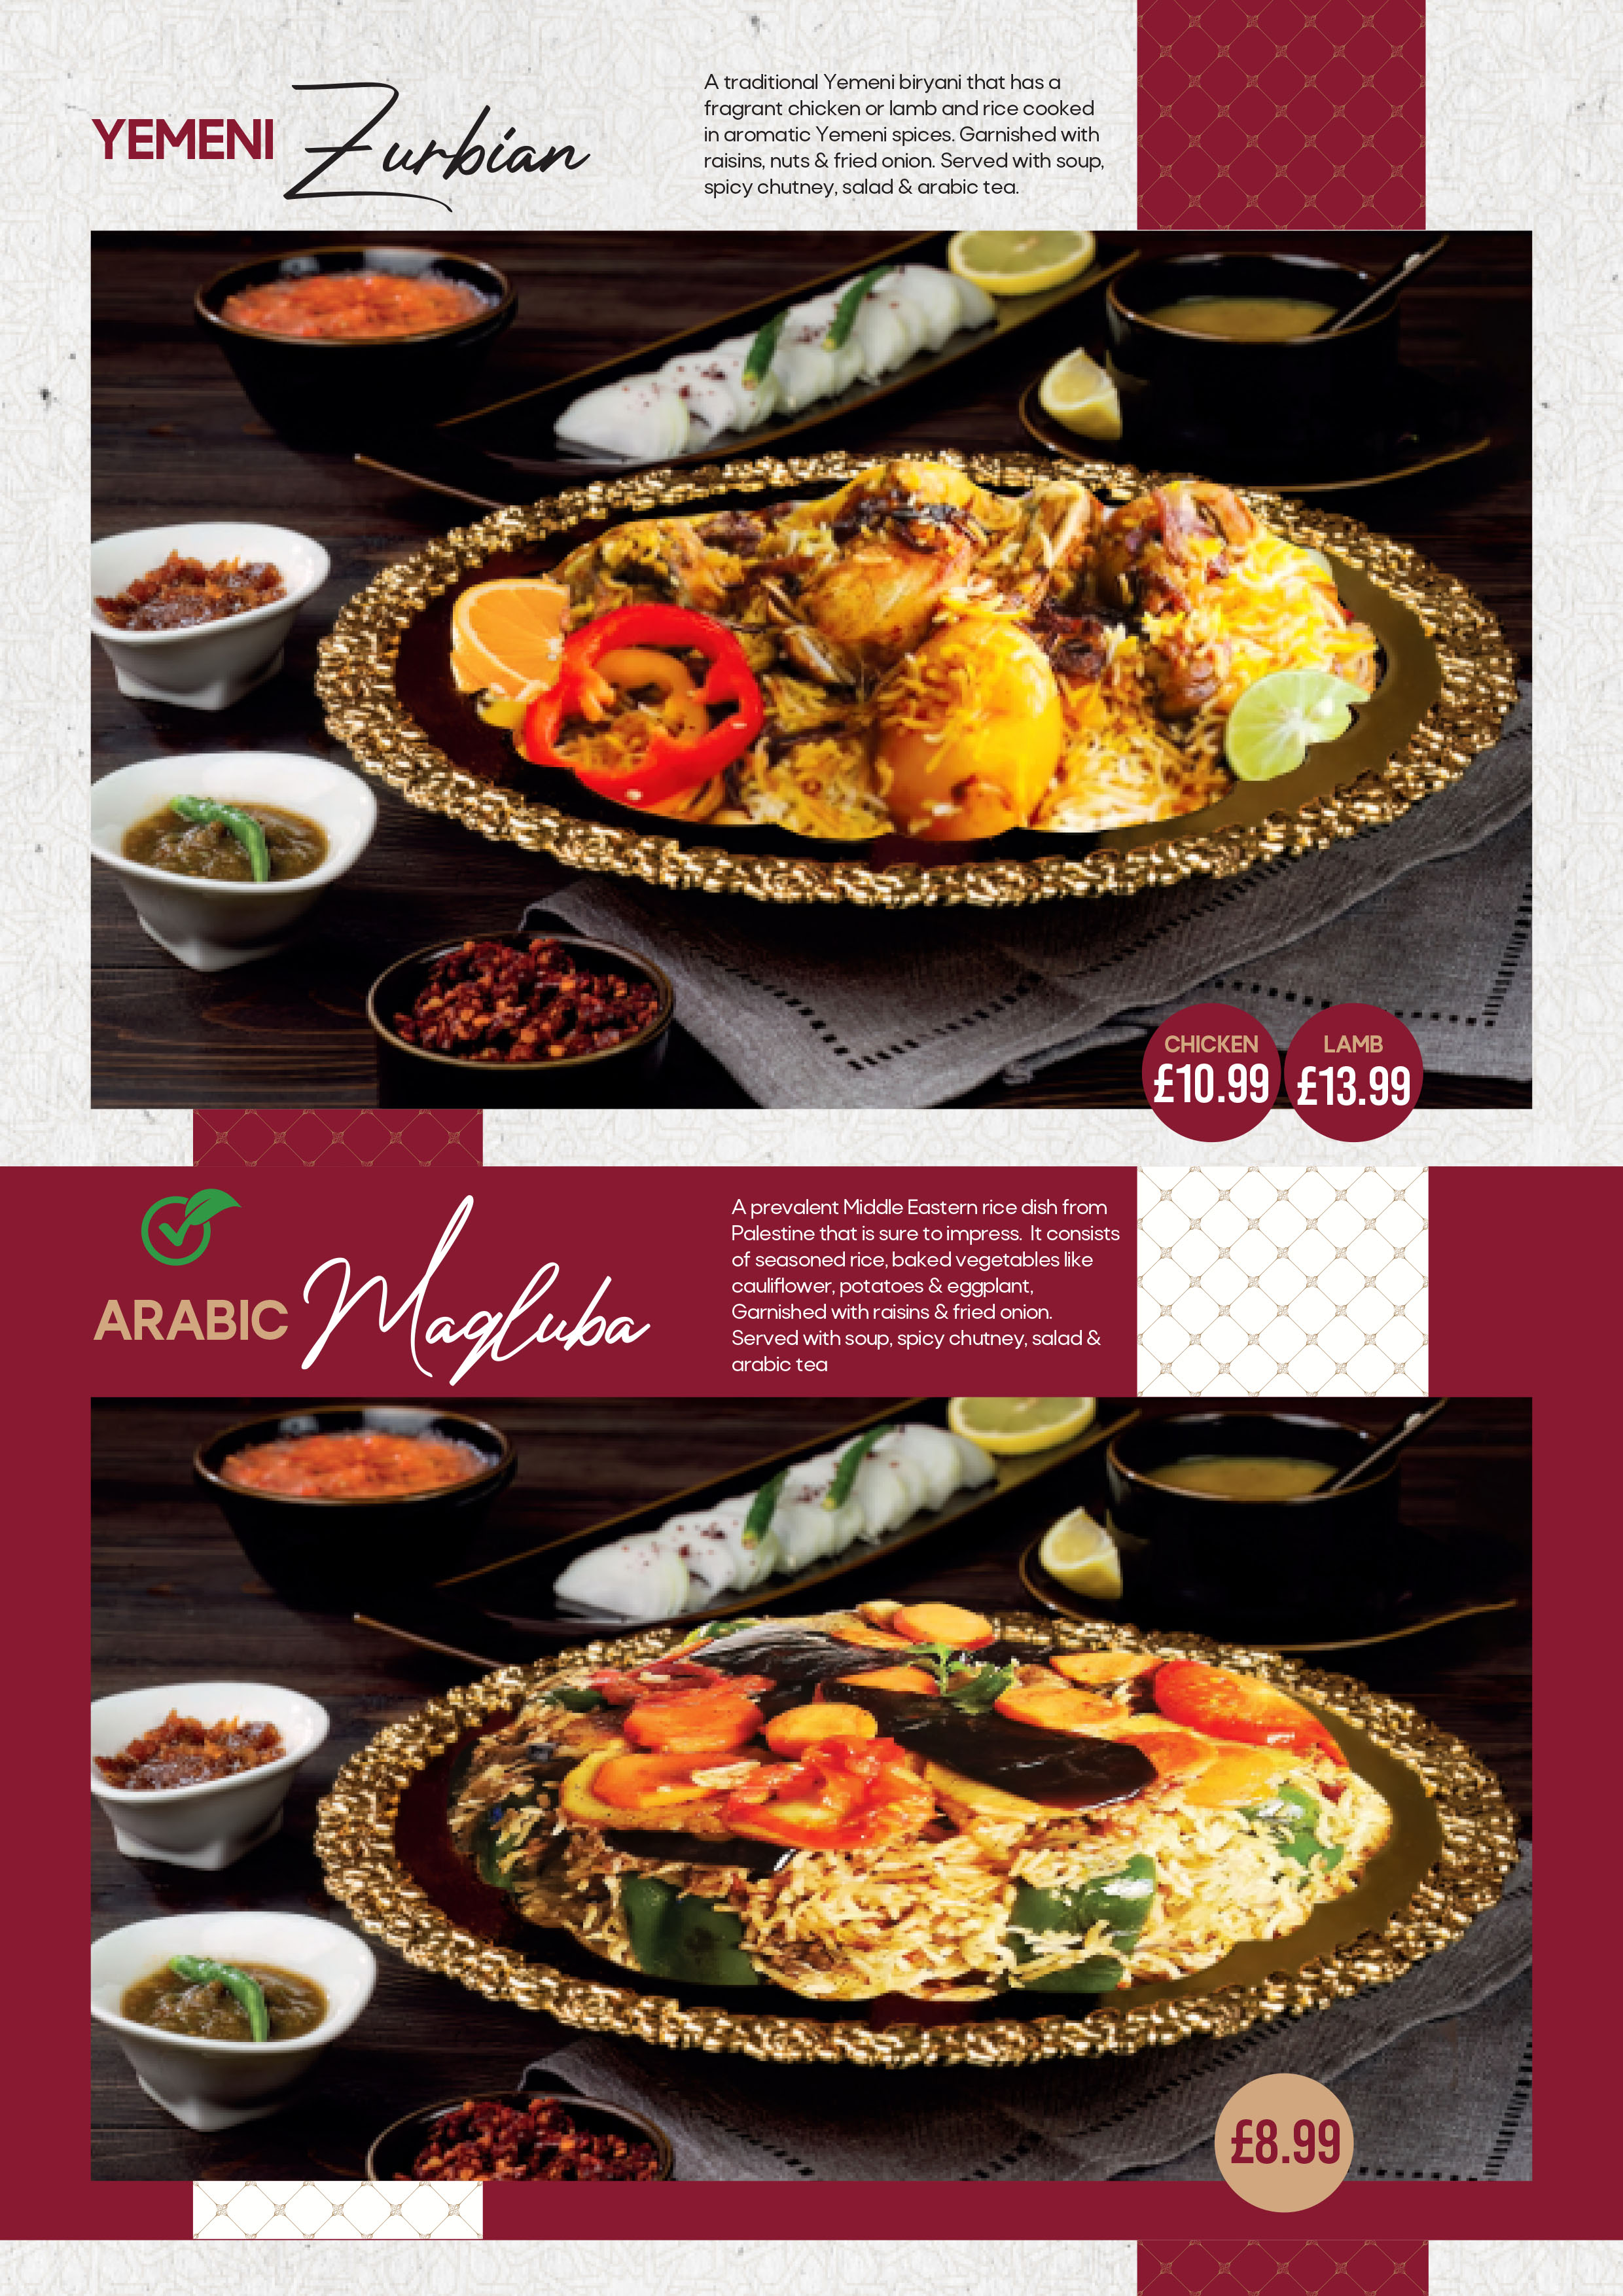 YEMENI Zurbian
A traditional Yemeni biryani that has a
fragrant chicken or lamb and rice cooked
in aromatic Yemeni spices. Garnished with
raisins, nuts & fried onion. Served with soup,
spicy chutney, salad & arabic tea.
CHICKEN
£10.99
LAMB
£13.99
ARABIC Maqluba
A prevalent Middle Eastern rice dish from
Palestine that is sure to impress. It consists
of seasoned rice, baked vegetables like
cauliflower, potatoes & eggplant,
Garnished with raisins & fried onion.
Served with soup, spicy chutney, salad &
arabic tea
£8.99